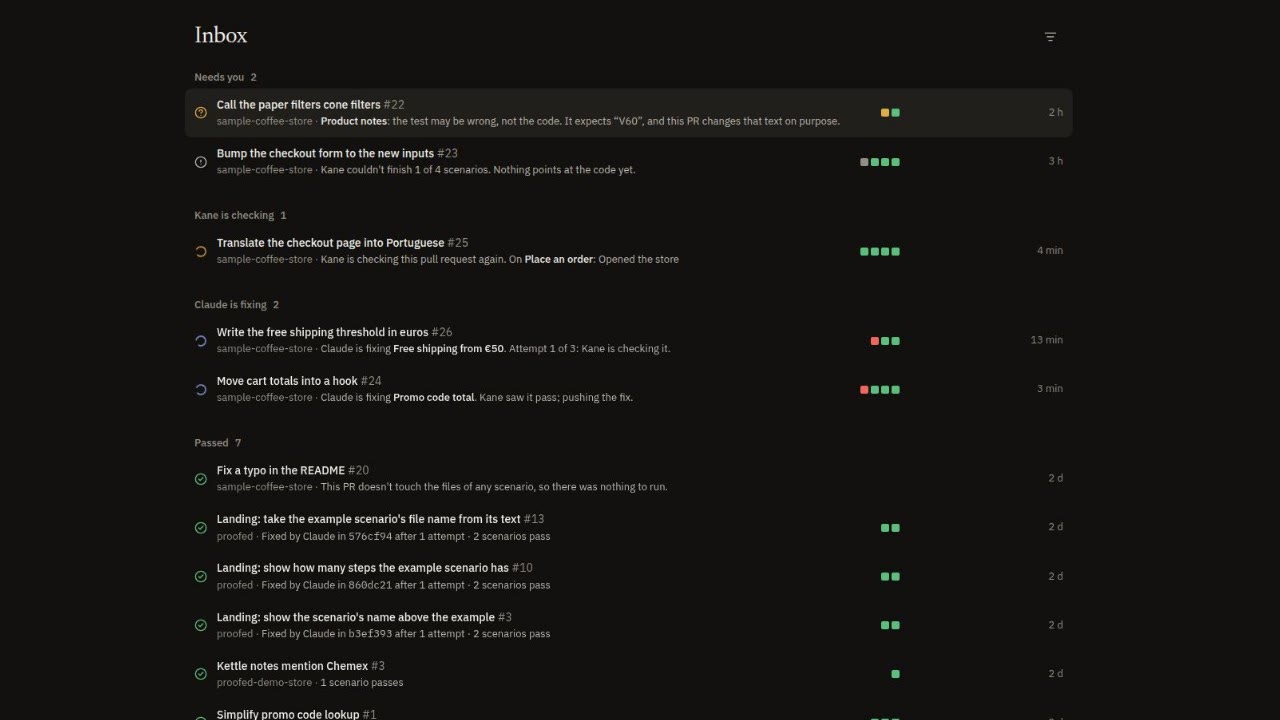 Inbox
Needs you 2
Call the paper filters cone filters #22
sample-coffee-store · Product notes: the test may be wrong, not the code. It expects “V60”, and this PR changes that text on purpose.
2 h
Bump the checkout form to the new inputs #23
sample-coffee-store · Kane couldn't finish 1 of 4 scenarios. Nothing points at the code yet.
3 h
Kane is checking 1
Translate the checkout page into Portuguese #25
sample-coffee-store · Kane is checking this pull request again. On Place an order: Opened the store
4 min
Claude is fixing 2
Write the free shipping threshold in euros #26
sample-coffee-store · Claude is fixing Free shipping from €50. Attempt 1 of 3: Kane is checking it.
13 min
Move cart totals into a hook #24
sample-coffee-store · Claude is fixing Promo code total. Kane saw it pass; pushing the fix.
3 min
Passed 7
Fix a typo in the README #20
sample-coffee-store · This PR doesn't touch the files of any scenario, so there was nothing to run.
2 d
Landing: take the example scenario's file name from its text #13
proofed · Fixed by Claude in 576cf94 after 1 attempt · 2 scenarios pass
2 d
Landing: show how many steps the example scenario has #10
proofed · Fixed by Claude in 860dc21 after 1 attempt · 2 scenarios pass
2 d
Landing: show the scenario's name above the example #3
proofed · Fixed by Claude in b3ef393 after 1 attempt · 2 scenarios pass
2 d
Kettle notes mention Chemex #3
proofed-demo-store · 1 scenario passes
2 d
Simplify promo code lookup #1